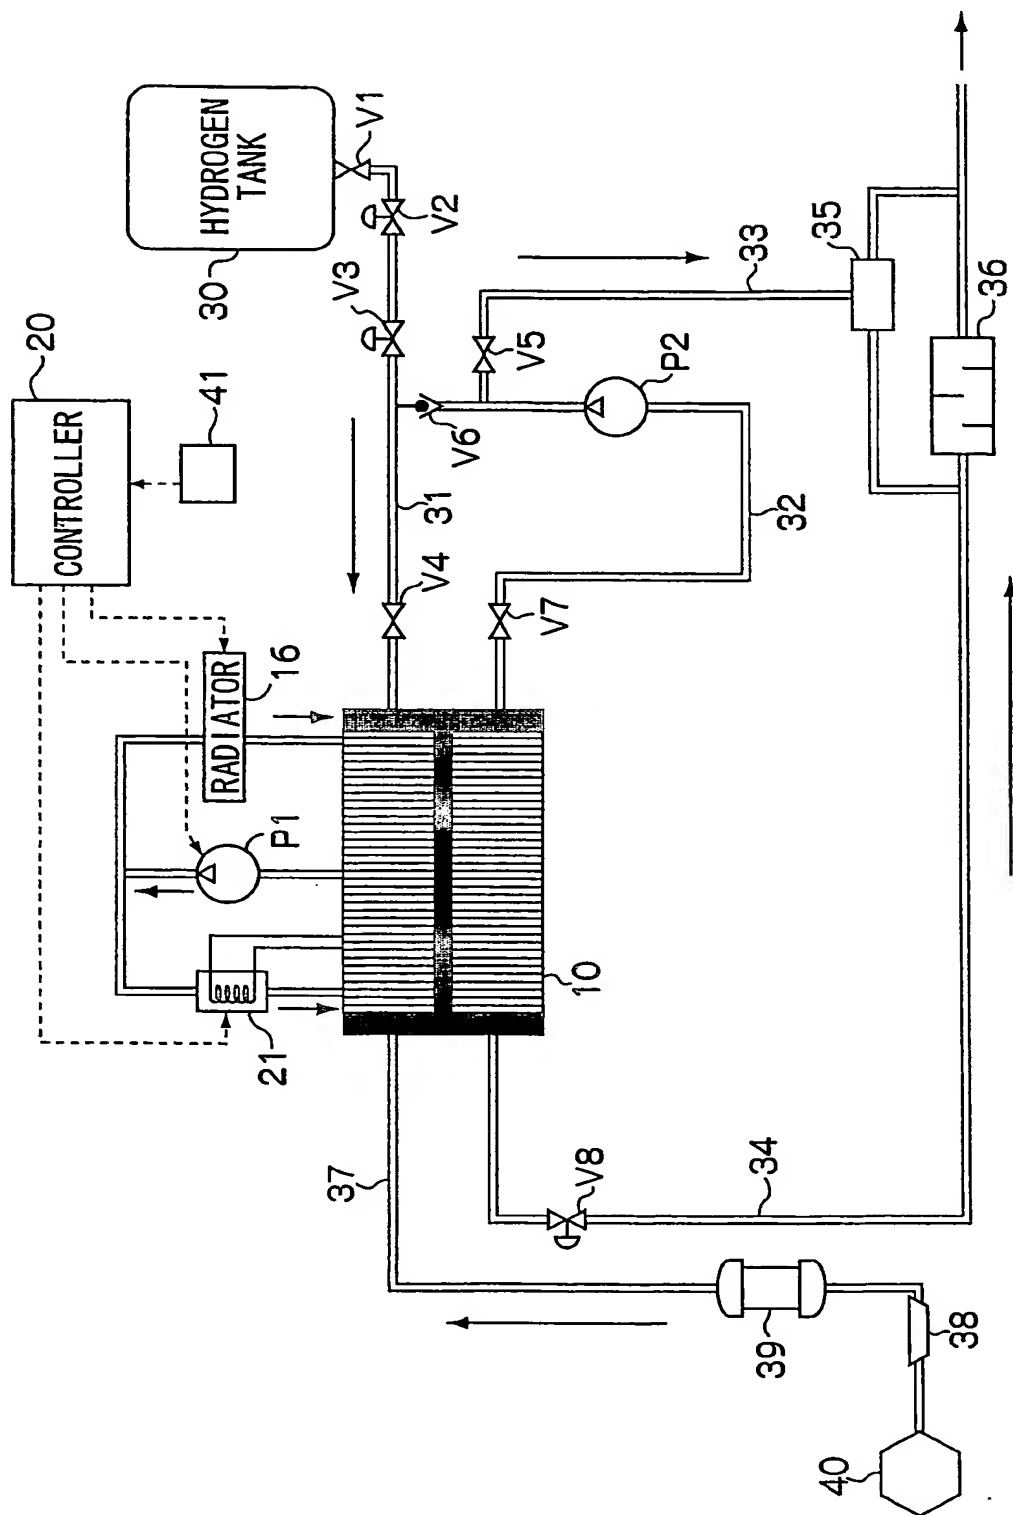 20
CONTROLLER
41
HYDROGEN
TANK
30
V1
V2
V3
31
V4
V6
V5
33
P2
32
V7
35
36
RADIATOR
16
P1
21
10
37
V8
34
39
38
40